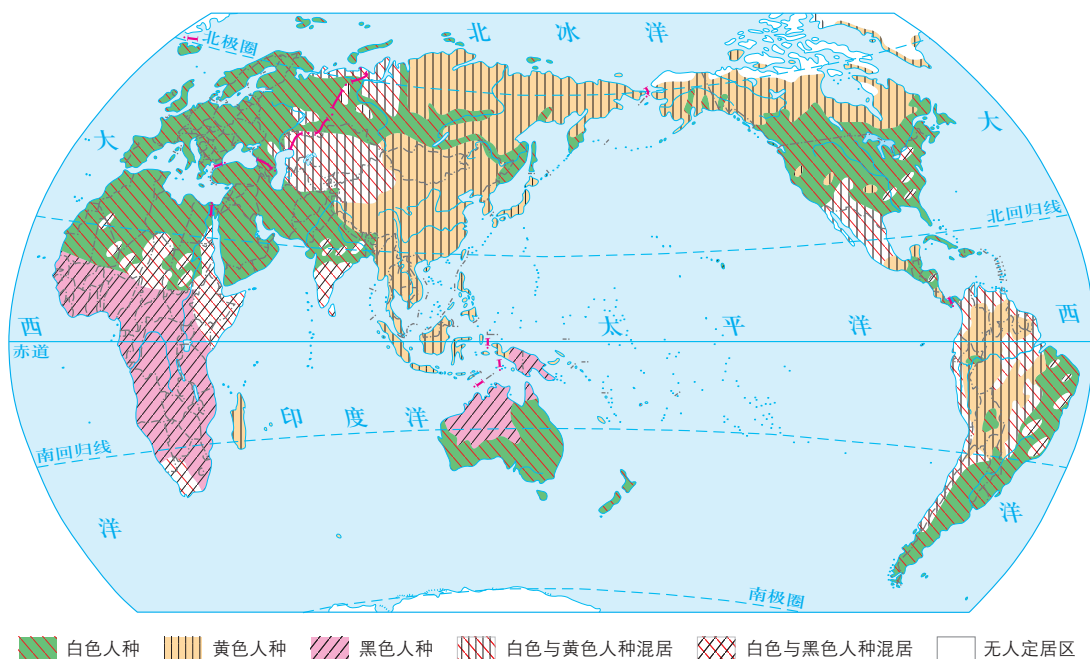 北冰洋
北极圈
大
大
北回归线
西
太平洋
西
赤道
印度洋
南回归线
洋
洋
南极圈
白色人种
黄色人种
黑色人种
白色与黄色人种混居
白色与黑色人种混居
无人定居区